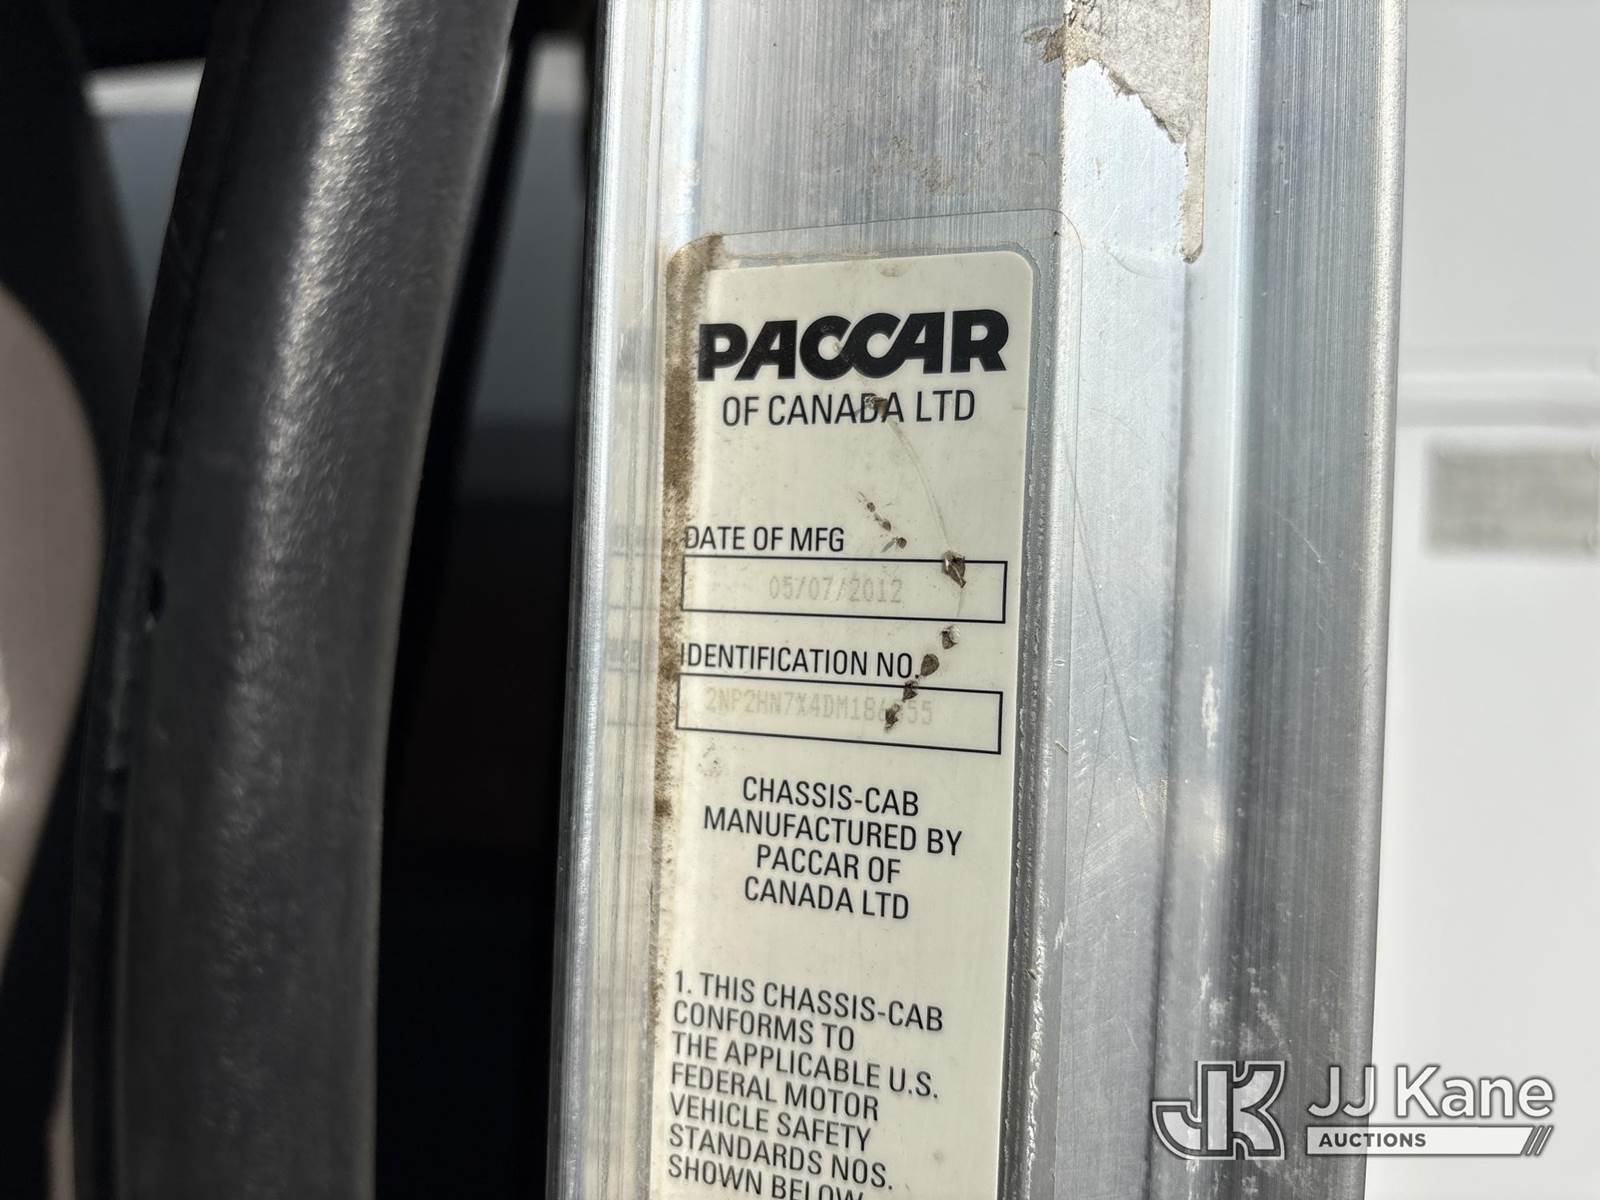 PACCAR
OF CANADA LTD
DATE OF MFG
05/07/2012
IDENTIFICATION NO.
CHASSIS-CAB
MANUFACTURED BY
PACCAR OF
CANADA LTD
1. THIS CHASSIS-CAB
CONFORMS TO
THE APPLICABLE U.S.
FEDERAL MOTOR
VEHICLE SAFETY
STANDARDS NOS.
SHOWN BELOW
JK JJ Kane
AUCTIONS